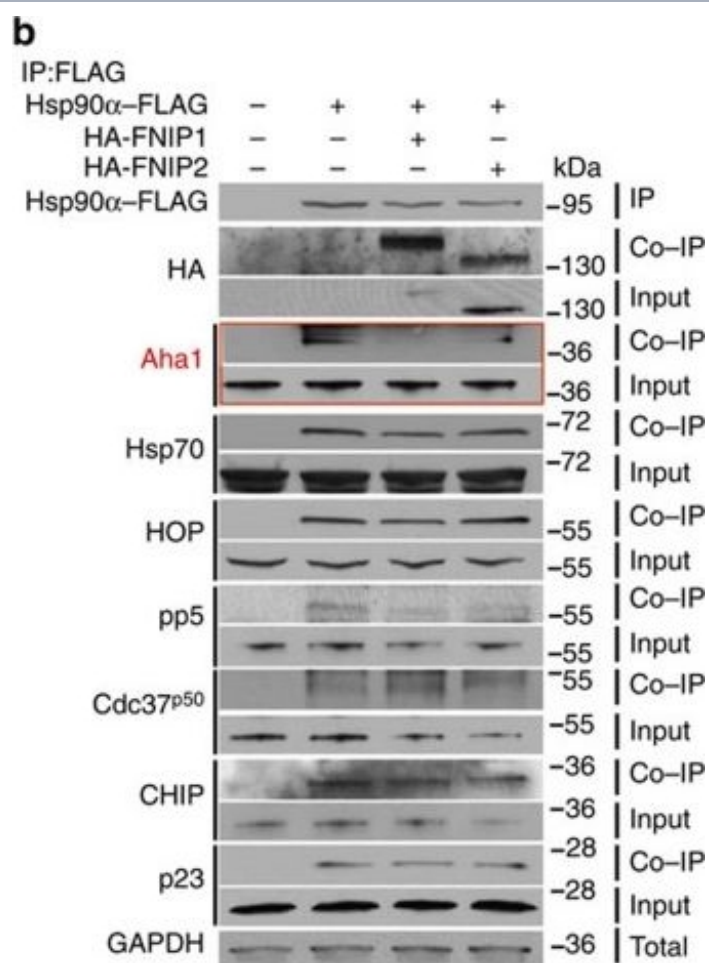 b
IP:FLAG
Hsp90α–FLAG – + + +
HA-FNIP1 – – + –
HA-FNIP2 – – – + kDa
Hsp90α–FLAG –95 IP
HA –130 Co–IP
–130 Input
Aha1 –36 Co–IP
–36 Input
Hsp70 –72 Co–IP
–72 Input
HOP –55 Co–IP
–55 Input
pp5 –55 Co–IP
–55 Input
Cdc37p50 –55 Co–IP
–55 Input
CHIP –36 Co–IP
–36 Input
p23 –28 Co–IP
–28 Input
GAPDH –36 Total